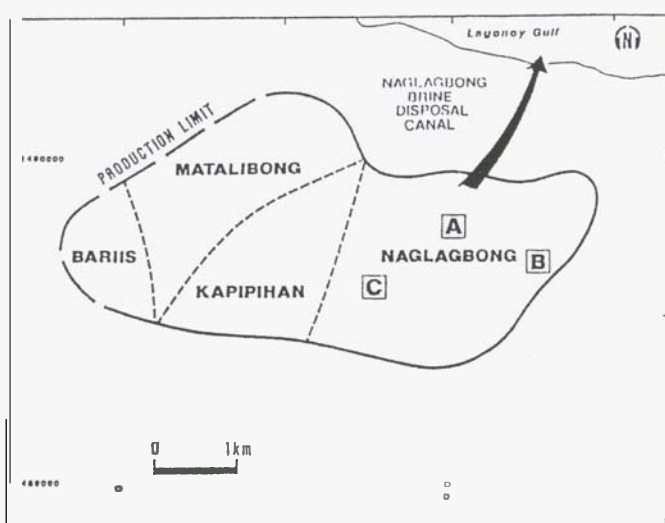 Lagonoy Gulf
N
NAGLAGBONG
BRINE
DISPOSAL
CANAL
PRODUCTION LIMIT
MATALIBONG
A
BARIIS
NAGLAGBONG
B
KAPIPIHAN
C
0 1km